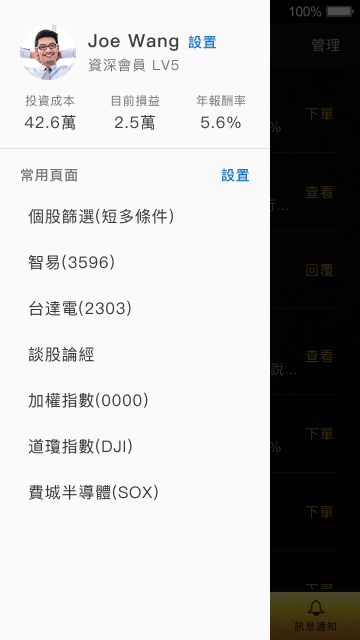 100%
管理
Joe Wang 設置
資深會員 LV5
投資成本 目前損益 年報酬率
42.6萬 2.5萬 5.6%
常用頁面 設置
個股篩選(短多條件)
智易(3596)
台達電(2303)
談股論經
加權指數(0000)
道瓊指數(DJI)
費城半導體(SOX)
下單
%
查看
行...
回覆
查看
說...
下單
%
下單
下單
訊息通知